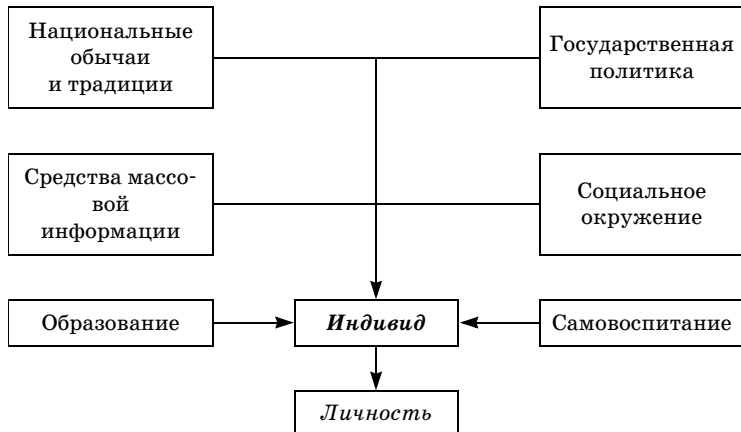 Национальные
обычаи
и традиции
Государственная
политика
Средства массо-
вой
информации
Социальное
окружение
Образование
Индивид
Самовоспитание
Личность